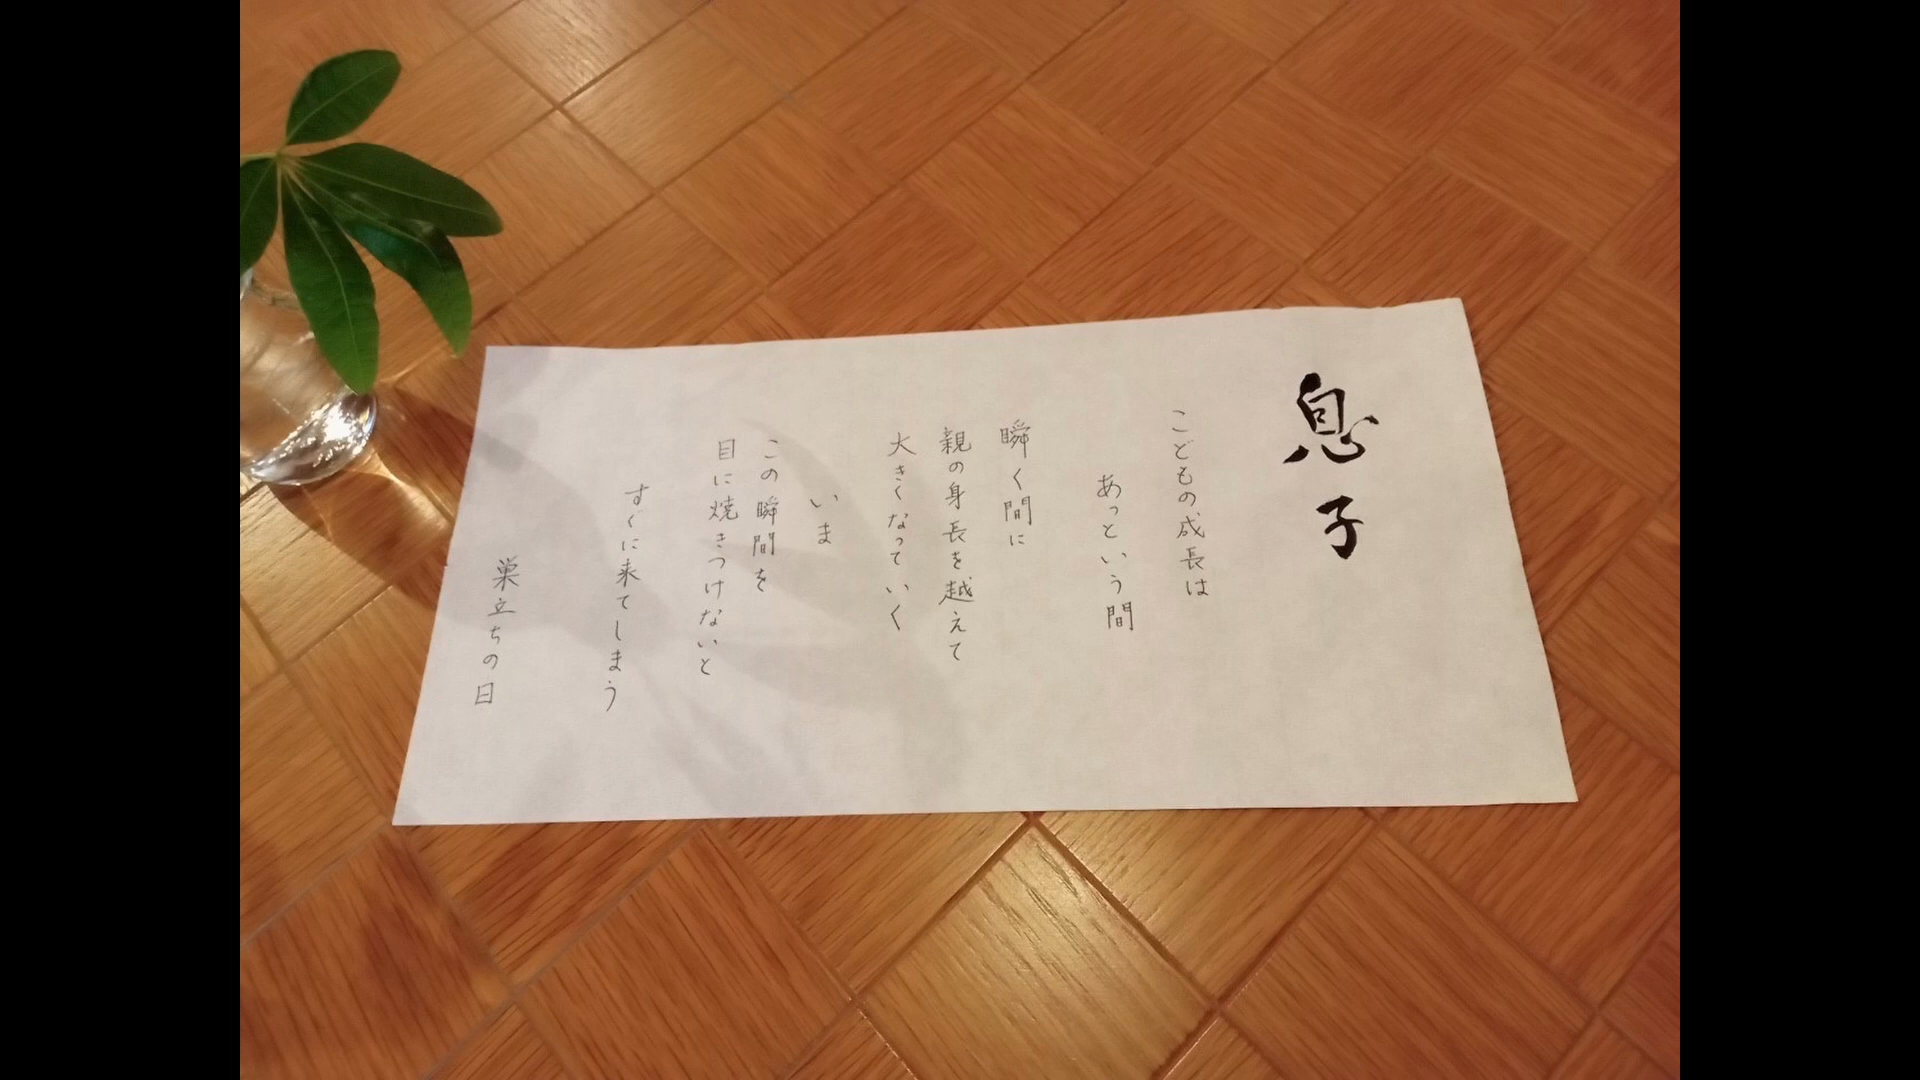 息子
こどもの成長は
あっという間
瞬く間に
親の身長を越えて
大きくなっていく
いま
この瞬間を
目に焼きつけないと
すぐに来てしまう
巣立ちの日